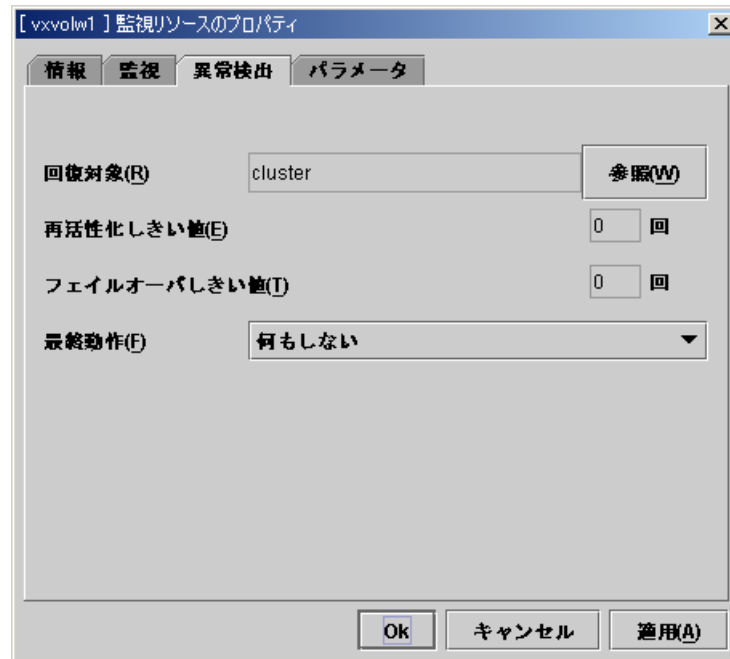 [ vxvolw1 ] 監視リソースのプロパティ
情報 監視 異常検出 パラメータ
回復対象(R) cluster 参照(W)
再活性化しきい値(E) 0 回
フェイルオーバしきい値(T) 0 回
最終動作(F) 何もしない
Ok キャンセル 適用(A)